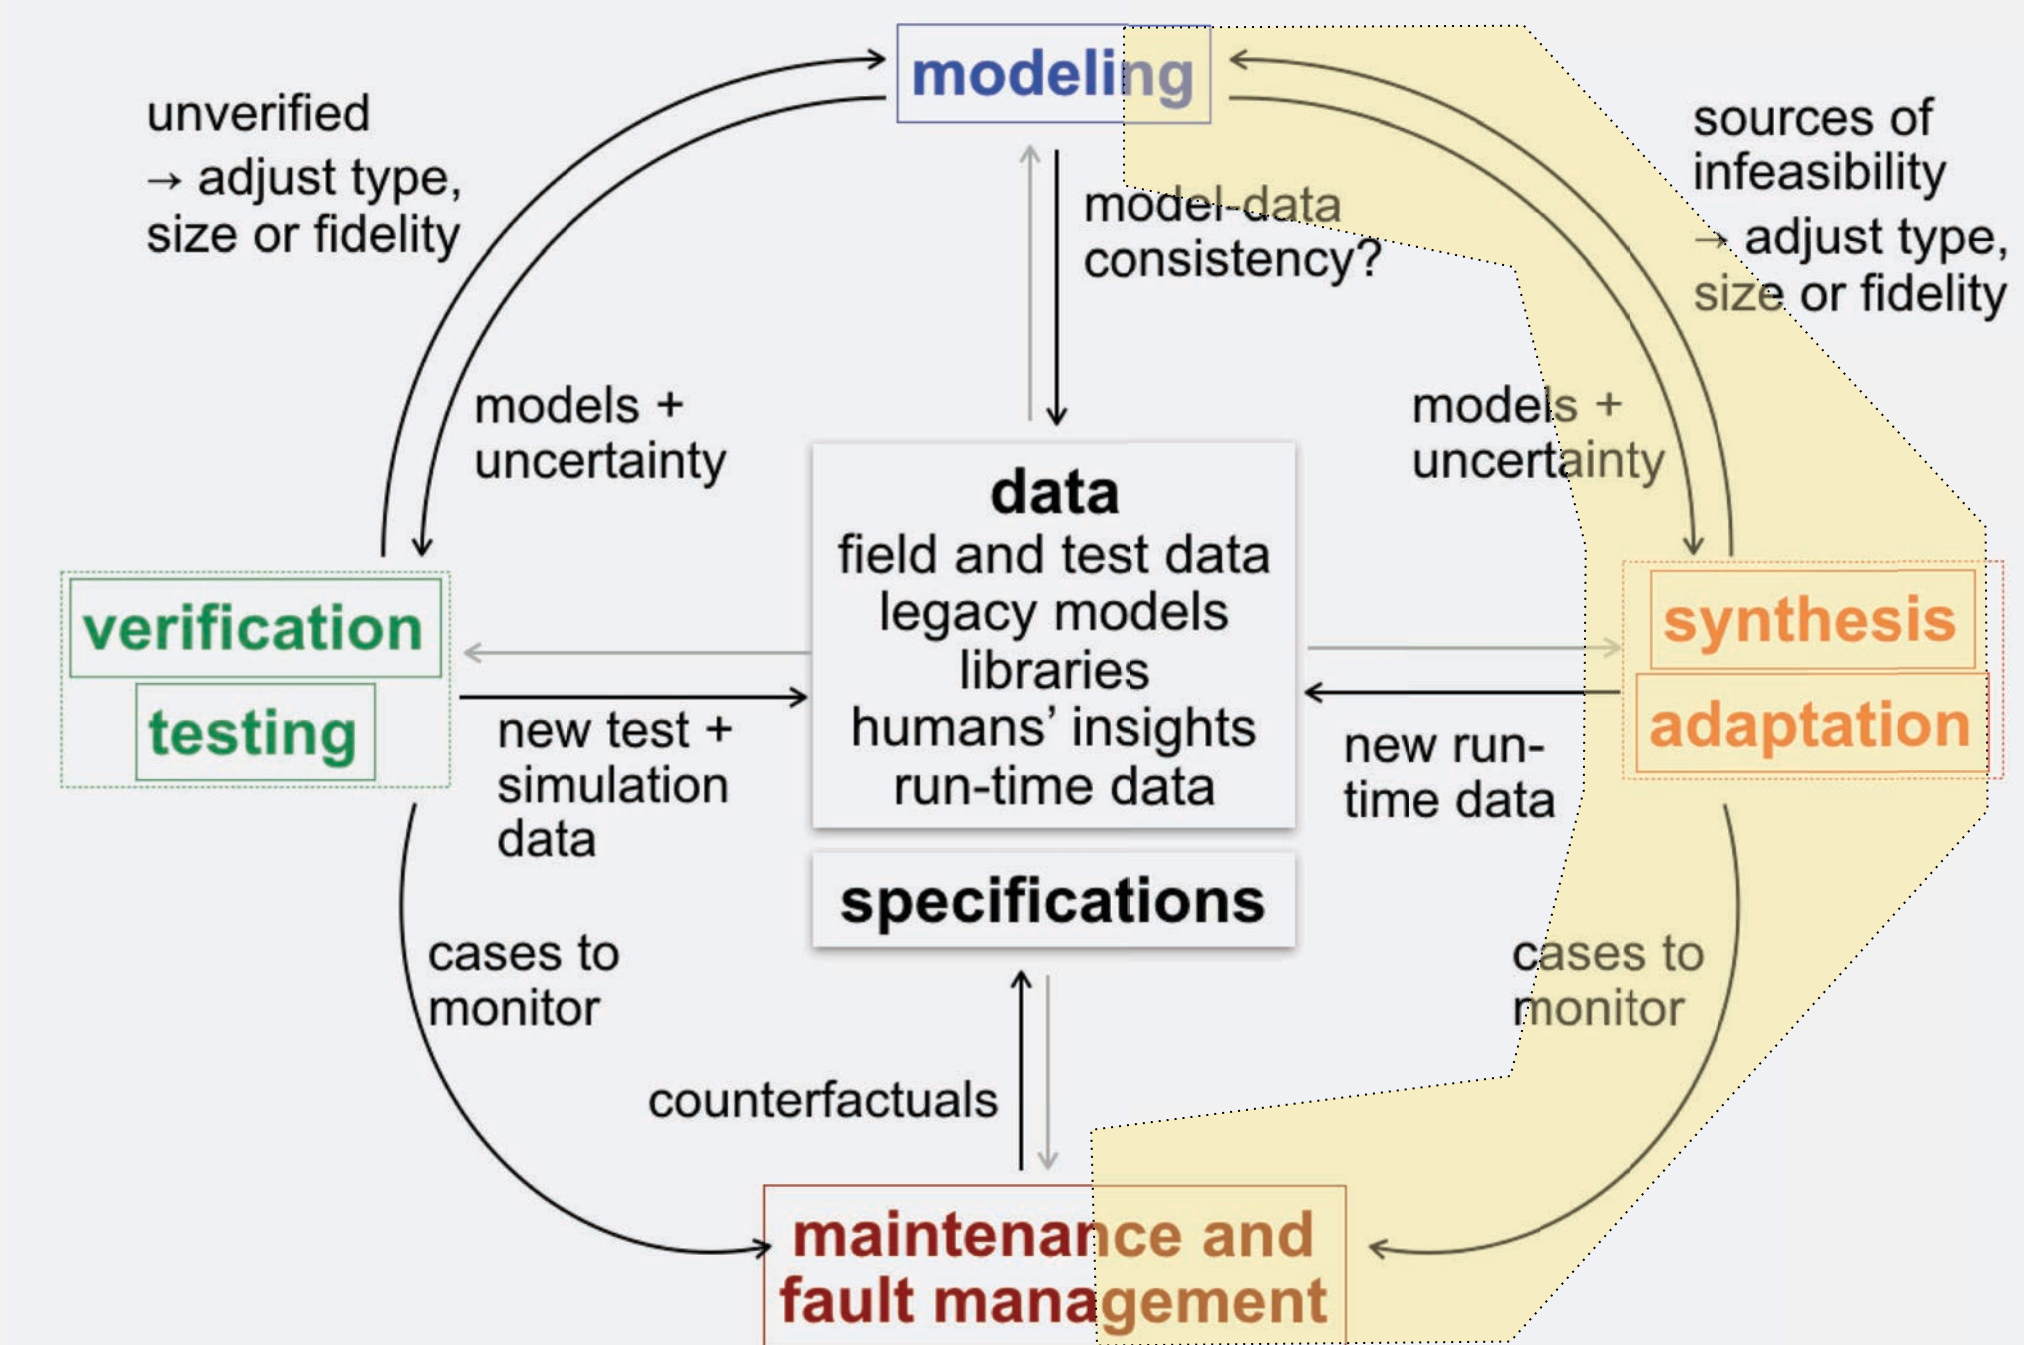 modeling
unverified
→ adjust type,
size or fidelity
sources of
infeasibility
→ adjust type,
size or fidelity
model-data
consistency?
models +
uncertainty
models +
uncertainty
data
field and test data
legacy models
libraries
humans’ insights
run-time data
verification
testing
synthesis
adaptation
new test +
simulation
data
new run-
time data
specifications
cases to
monitor
cases to
monitor
counterfactuals
maintenance and
fault management